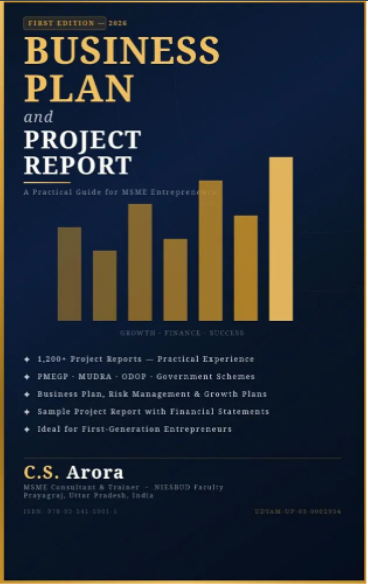 FIRST EDITION — 2026
BUSINESS
PLAN
and
PROJECT
REPORT
A Practical Guide for MSME Entrepreneurs
GROWTH · FINANCE · SUCCESS
✦ 1,200+ Project Reports — Practical Experience
✦ PMEGP · MUDRA · ODOP · Government Schemes
✦ Business Plan, Risk Management & Growth Plans
✦ Sample Project Report with Financial Statements
✦ Ideal for First-Generation Entrepreneurs
C.S. Arora
MSME Consultant & Trainer · NIESBUD Faculty
Prayagraj, Uttar Pradesh, India
ISBN: